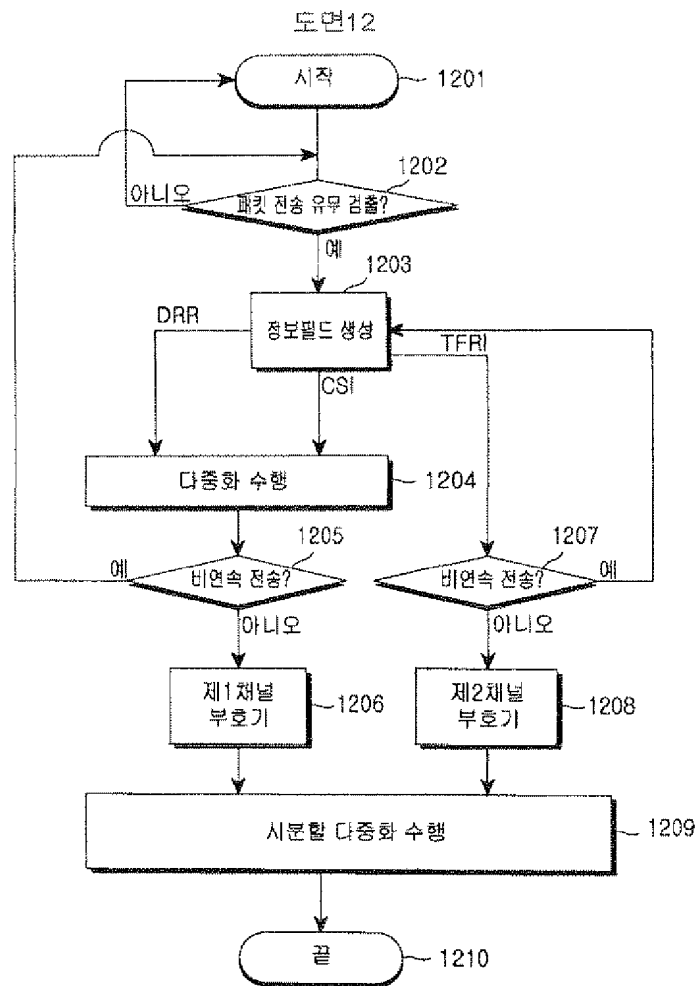 도면12
시작
1201
1202
아니오
패킷 전송 유무 검출?
예
1203
DRR
정보필드 생성
TFRI
CSI
다중화 수행
1204
1205
1207
예
비연속 전송?
비연속 전송?
예
아니오
아니오
제1채널
부호기
1206
제2채널
부호기
1208
시분할 다중화 수행
1209
끝
1210